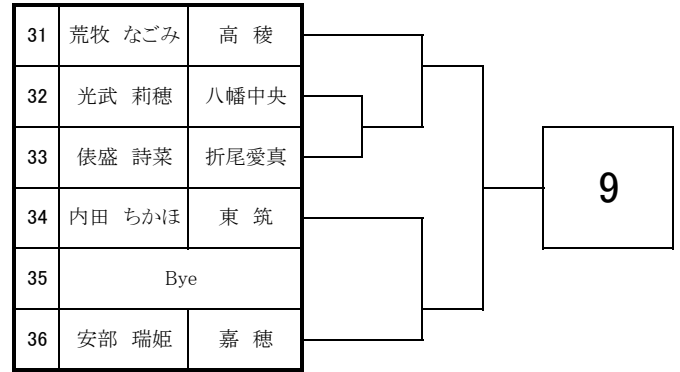 31 荒牧 なごみ 高 稜
32 光武 莉穂 八幡中央
33 俵盛 詩菜 折尾愛真
34 内田 ちかほ 東 筑
35 Bye
36 安部 瑞姫 嘉 穂
9